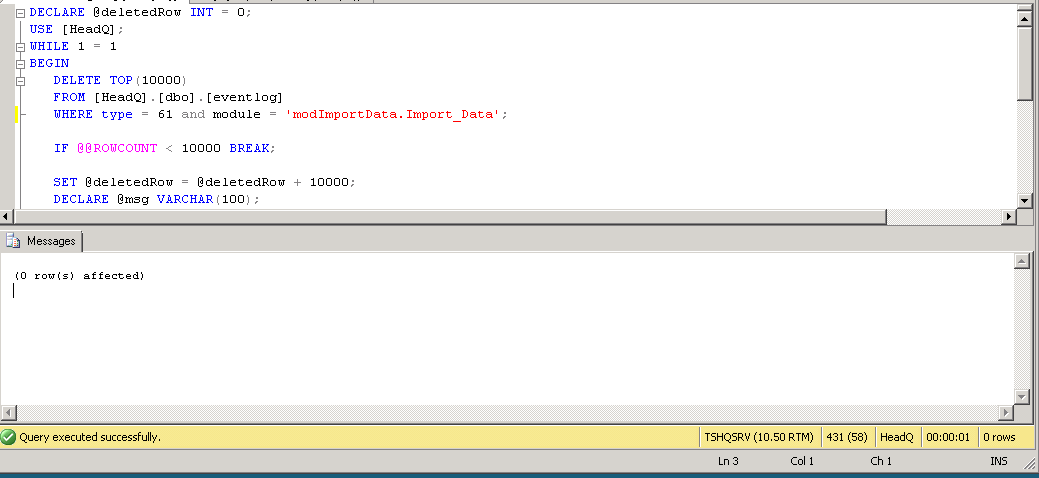 DECLARE @deletedRow INT = 0;
USE [HeadQ];
WHILE 1 = 1
BEGIN
DELETE TOP(10000)
FROM [HeadQ].[dbo].[eventlog]
WHERE type = 61 and module = 'modImportData.Import_Data';
IF @@ROWCOUNT < 10000 BREAK;
SET @deletedRow = @deletedRow + 10000;
DECLARE @msg VARCHAR(100);
Messages
(0 row(s) affected)
Query executed successfully. TSHQSRV (10.50 RTM) 431 (58) HeadQ 00:00:01 0 rows
Ln 3 Col 1 Ch 1 INS